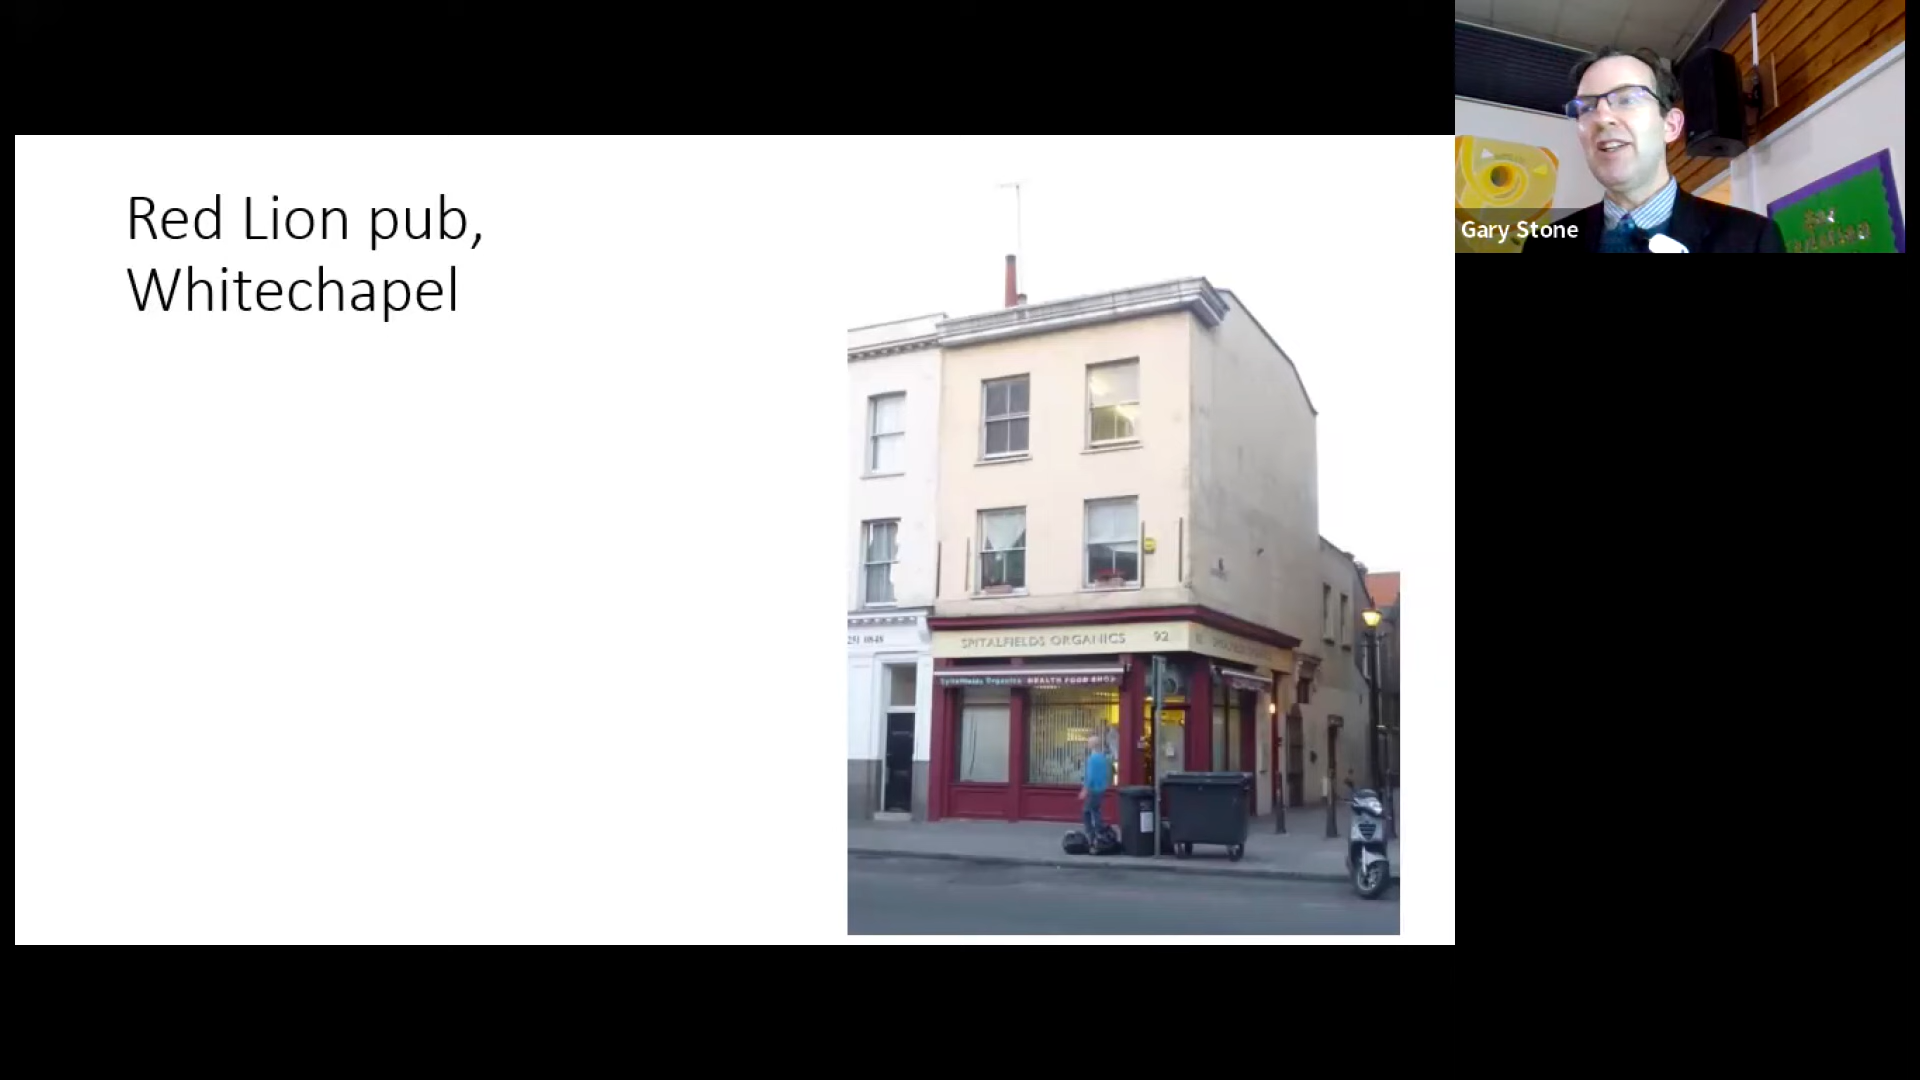 Red Lion pub,
Whitechapel
Gary Stone
SPITALFIELDS ORGANICS 92
Spitalfields Organics HEALTH FOOD SHOP